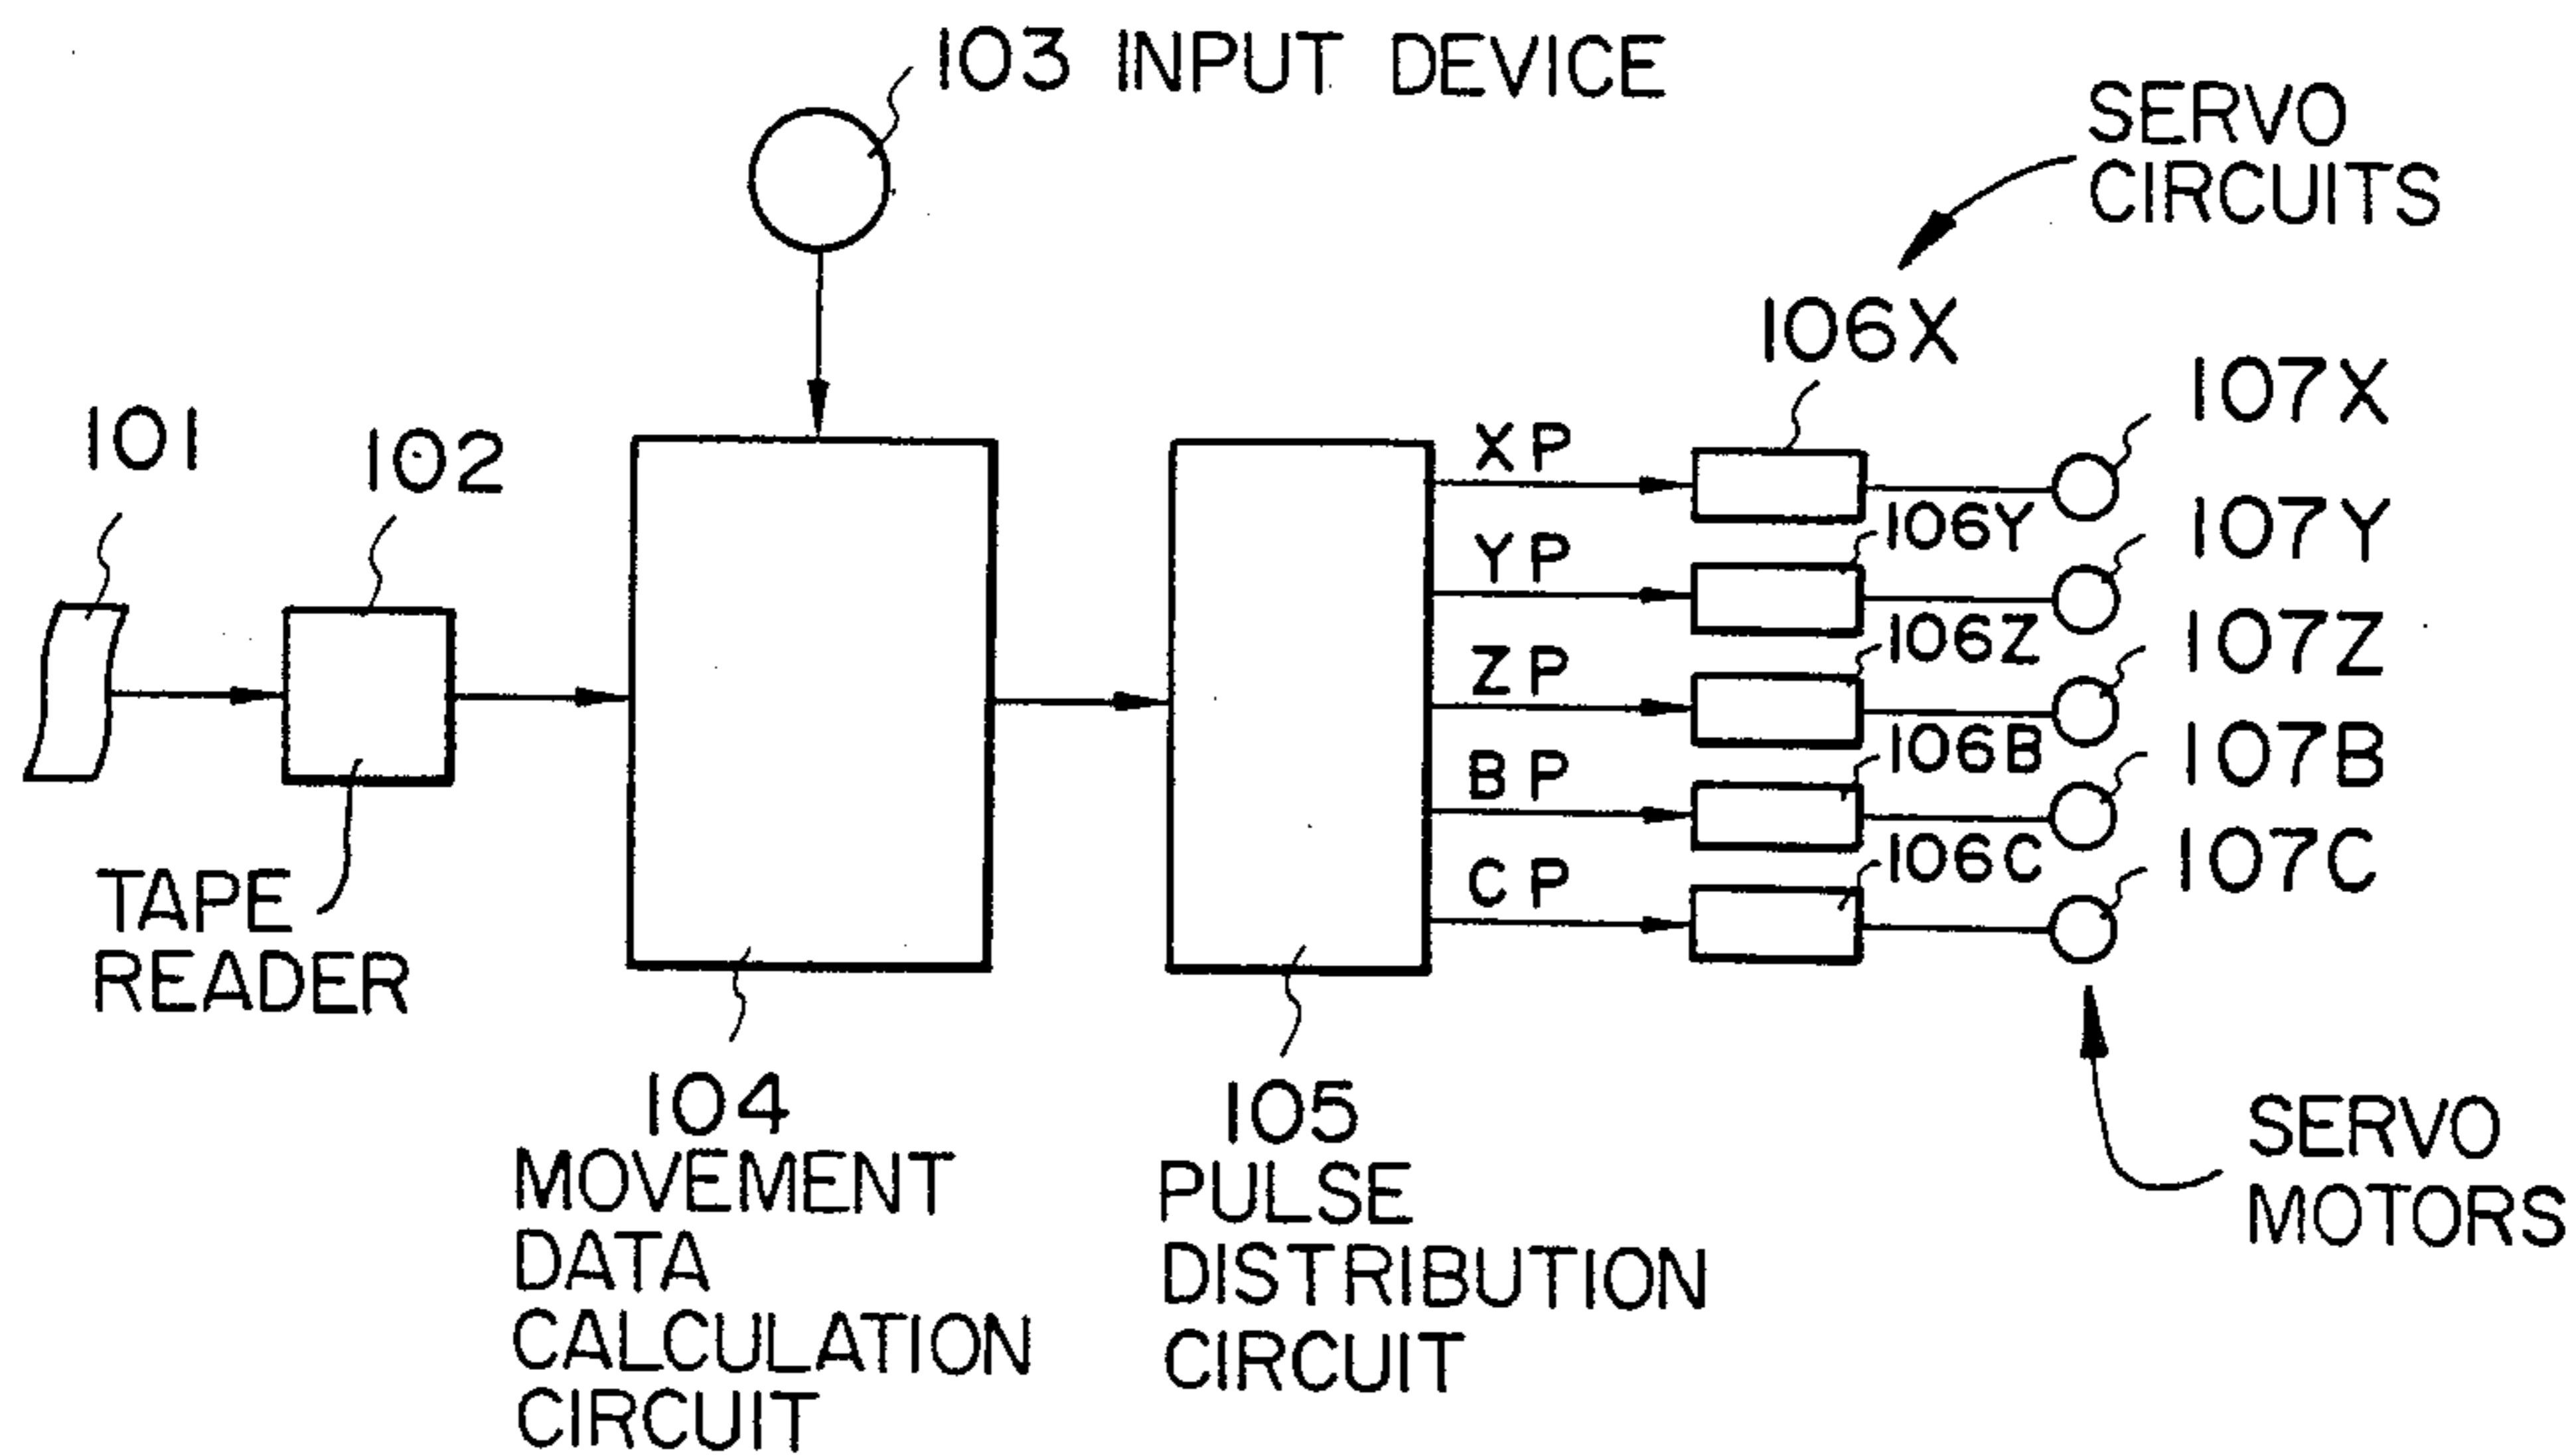 103 INPUT DEVICE
SERVO
CIRCUITS
106X
107X
101
102
XP
106Y
107Y
YP
106Z
107Z
ZP
106B
107B
BP
106C
107C
CP
TAPE
READER
104
MOVEMENT
DATA
CALCULATION
CIRCUIT
105
PULSE
DISTRIBUTION
CIRCUIT
SERVO
MOTORS